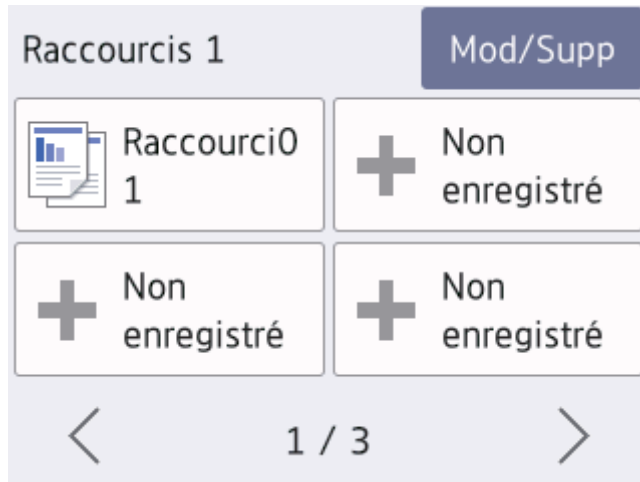 Raccourcis 1
Mod/Supp
Raccourci0
1
Non
enregistré
Non
enregistré
Non
enregistré
1 / 3